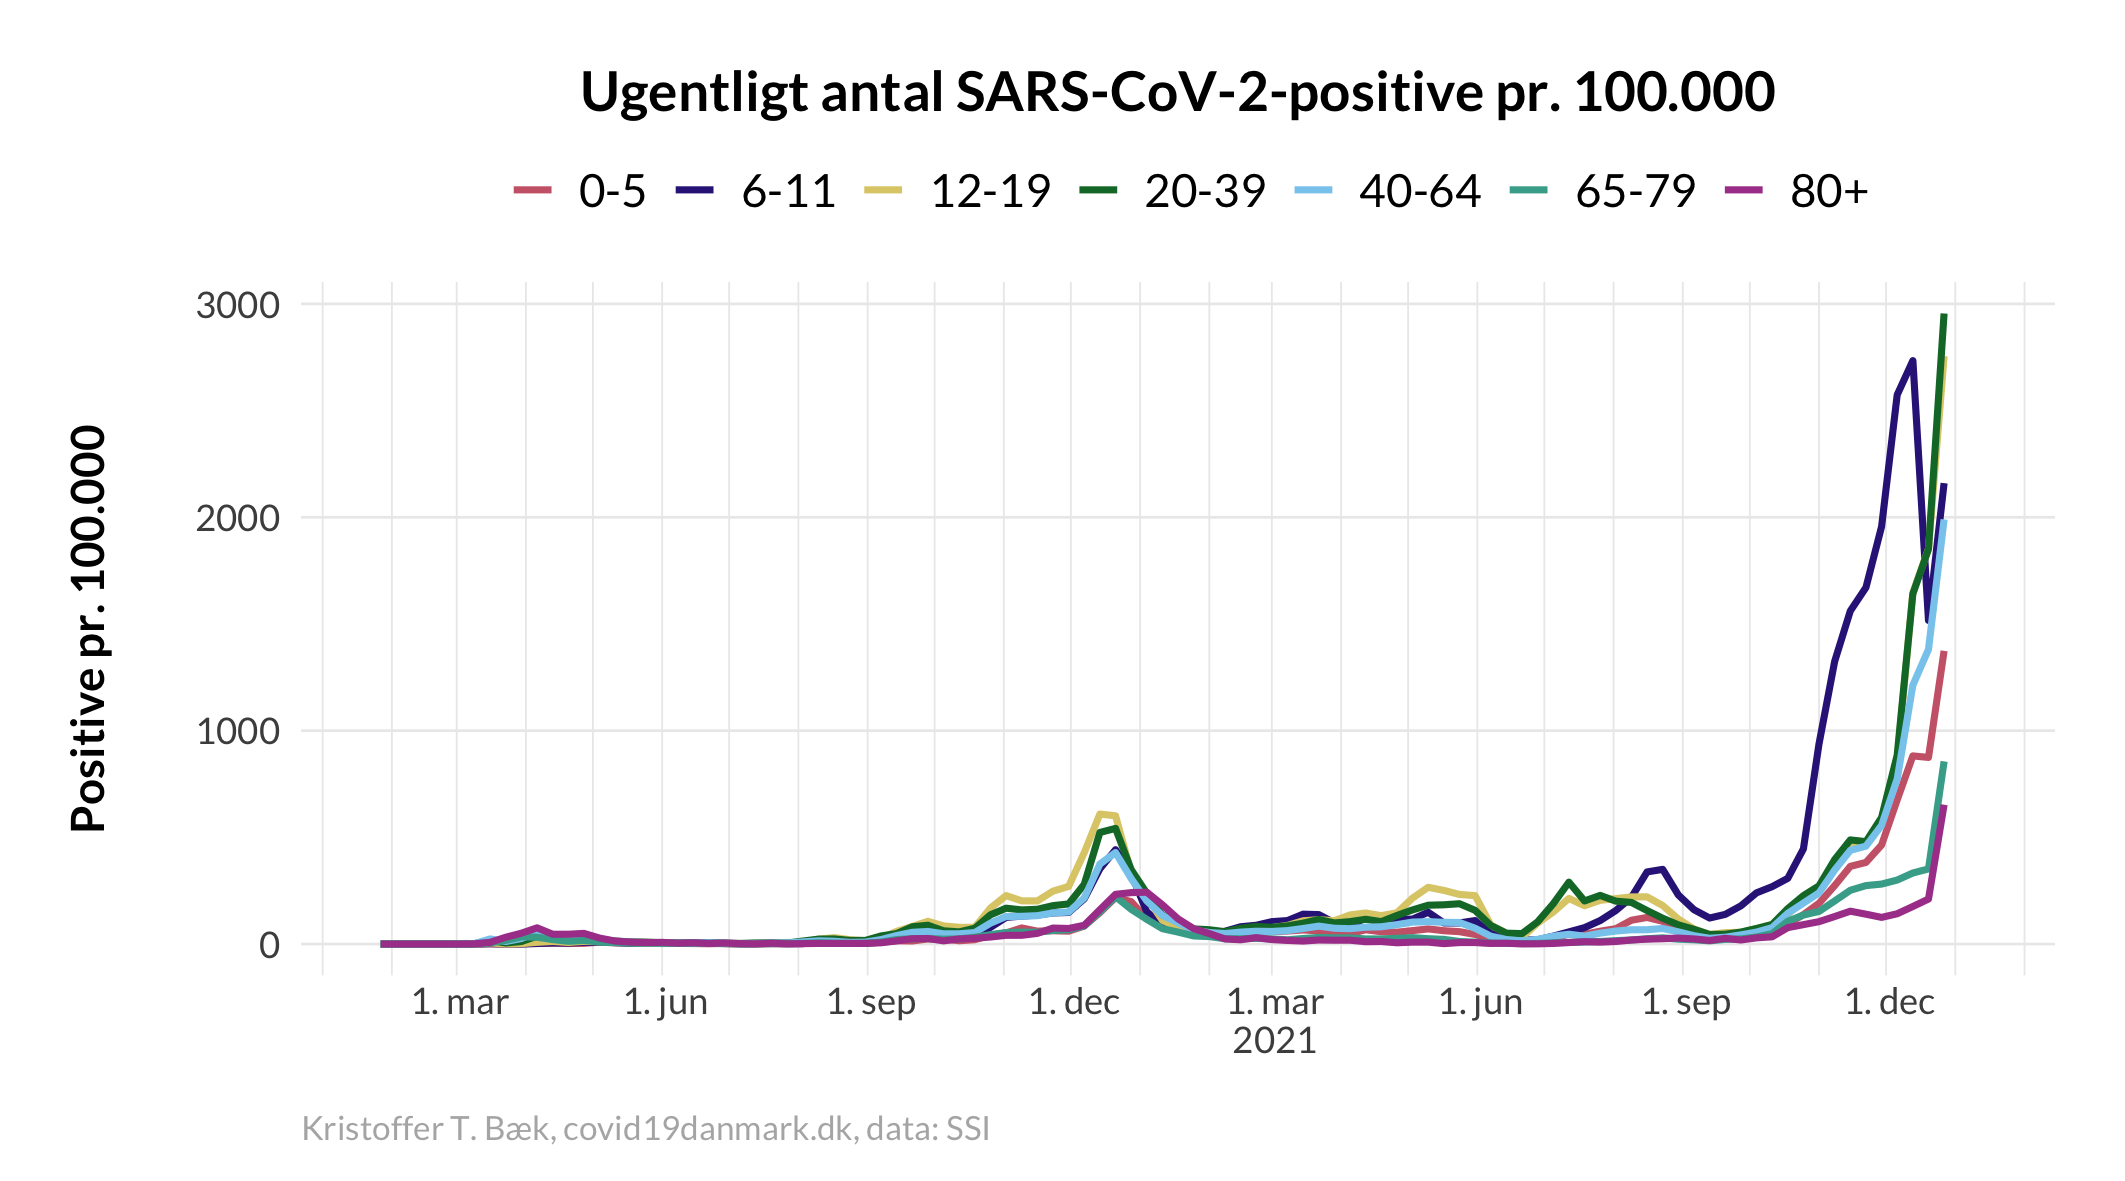 Ugentligt antal SARS-CoV-2-positive pr. 100.000
0-5 6-11 12-19 20-39 40-64 65-79 80+
Positive pr. 100.000
3000
2000
1000
0
1. mar 1. jun 1. sep 1. dec 1. mar 1. jun 1. sep 1. dec
2021
Kristoffer T. Bæk, covid19danmark.dk, data: SSI